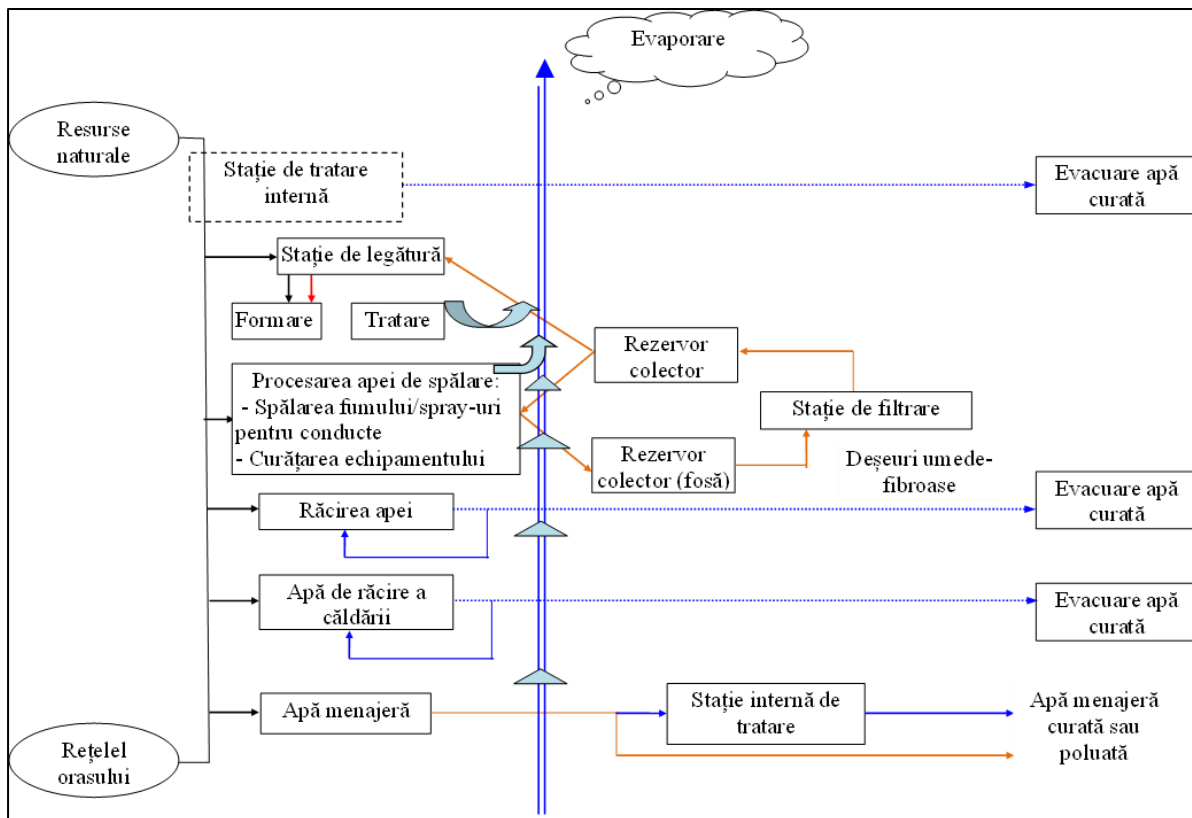 Evaporare
Resurse
naturale
Stație de tratare
internă
Evacuare apă
curată
Stație de legătură
Formare
Tratare
Rezervor
colector
Procesarea apei de spălare:
- Spălarea fumului/spray-uri
pentru conducte
- Curățarea echipamentului
Stație de filtrare
Rezervor
colector (fosă)
Deșeuri umede-
fibroase
Răcirea apei
Evacuare apă
curată
Apă de răcire a
căldării
Evacuare apă
curată
Apă menajeră
Stație internă de
tratare
Apă menajeră
curată sau
poluată
Rețelel
orasului